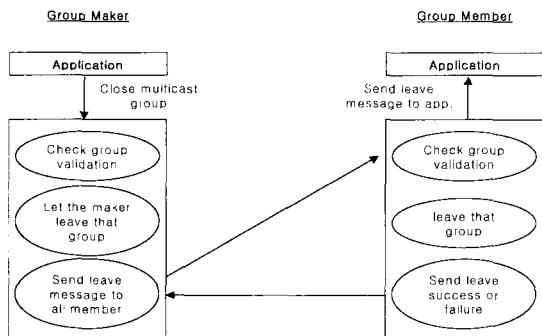 Group Maker
Group Member
Application
Application
Close multicast
group
Send leave
message to app.
Check group
validation
Let the maker
leave that
group
Send leave
message to
al· member
Check group
validation
leave that
group
Send leave
success or
failure